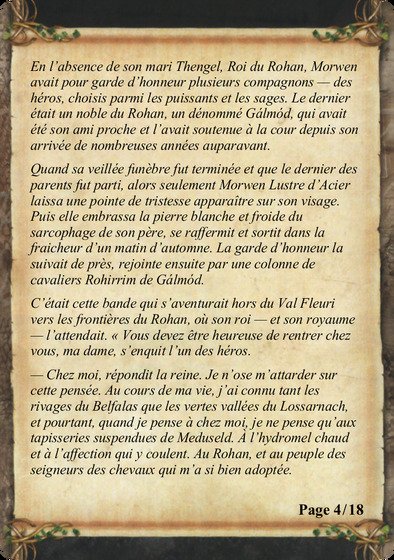 En l’absence de son mari Thengel, Roi du Rohan, Morwen
avait pour garde d’honneur plusieurs compagnons — des
héros, choisis parmi les puissants et les sages. Le dernier
était un noble du Rohan, un dénommé Gálmód, qui avait
été son ami proche et l’avait soutenue à la cour depuis son
arrivée de nombreuses années auparavant.
Quand sa veillée funèbre fut terminée et que le dernier des
parents fut parti, alors seulement Morwen Lustre d’Acier
laissa une pointe de tristesse apparaître sur son visage.
Puis elle embrassa la pierre blanche et froide du
sarcophage de son père, se raffermit et sortit dans la
fraicheur d’un matin d’automne. La garde d’honneur la
suivait de près, rejointe ensuite par une colonne de
cavaliers Rohirrim de Gálmód.
C’était cette bande qui s’aventurait hors du Val Fleuri
vers les frontières du Rohan, où son roi — et son royaume
— l’attendait. « Vous devez être heureuse de rentrer chez
vous, ma dame, s’enquit l’un des héros.
— Chez moi, répondit la reine. Je n’ose m’attarder sur
cette pensée. Au cours de ma vie, j’ai connu tant les
rivages du Belfalas que les vertes vallées du Lossarnach,
et pourtant, quand je pense à chez moi, je ne pense qu’aux
tapisseries suspendues de Meduseld. À l’hydromel chaud
et à l’affection qui y coulent. Au Rohan, et au peuple des
seigneurs des chevaux qui m’a si bien adoptée.
Page 4/18